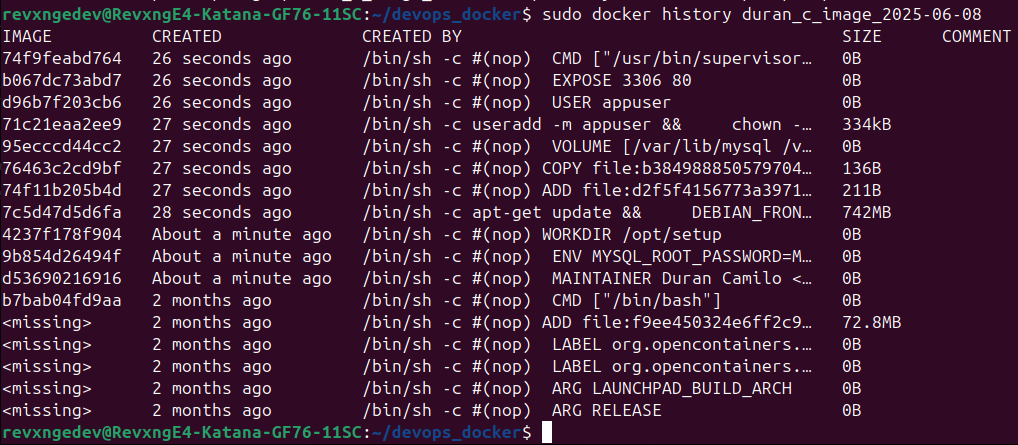 revxngedev@RevxngE4-Katana-GF76-11SC:~/devops_docker$ sudo docker history duran_c_image_2025-06-08
IMAGE CREATED CREATED BY SIZE COMMENT
74f9feabd764 26 seconds ago /bin/sh -c #(nop) CMD ["/usr/bin/supervisor… 0B
b067dc73abd7 26 seconds ago /bin/sh -c #(nop) EXPOSE 3306 80 0B
d96b7f203cb6 26 seconds ago /bin/sh -c #(nop) USER appuser 0B
71c21eaa2ee9 27 seconds ago /bin/sh -c useradd -m appuser && chown -… 334kB
95ecccd44cc2 27 seconds ago /bin/sh -c #(nop) VOLUME [/var/lib/mysql /v… 0B
76463c2cd9bf 27 seconds ago /bin/sh -c #(nop) COPY file:b384988850579704… 136B
74f11b205b4d 27 seconds ago /bin/sh -c #(nop) ADD file:d2f5f4156773a3971… 211B
7c5d47d5d6fa 28 seconds ago /bin/sh -c apt-get update && DEBIAN_FRON… 742MB
4237f178f904 About a minute ago /bin/sh -c #(nop) WORKDIR /opt/setup 0B
9b854d26494f About a minute ago /bin/sh -c #(nop) ENV MYSQL_ROOT_PASSWORD=M… 0B
d53690216916 About a minute ago /bin/sh -c #(nop) MAINTAINER Duran Camilo <… 0B
b7bab04fd9aa 2 months ago /bin/sh -c #(nop) CMD ["/bin/bash"] 0B
<missing> 2 months ago /bin/sh -c #(nop) ADD file:f9ee450324e6ff2c9… 72.8MB
<missing> 2 months ago /bin/sh -c #(nop) LABEL org.opencontainers.… 0B
<missing> 2 months ago /bin/sh -c #(nop) LABEL org.opencontainers.… 0B
<missing> 2 months ago /bin/sh -c #(nop) ARG LAUNCHPAD_BUILD_ARCH 0B
<missing> 2 months ago /bin/sh -c #(nop) ARG RELEASE 0B
revxngedev@RevxngE4-Katana-GF76-11SC:~/devops_docker$